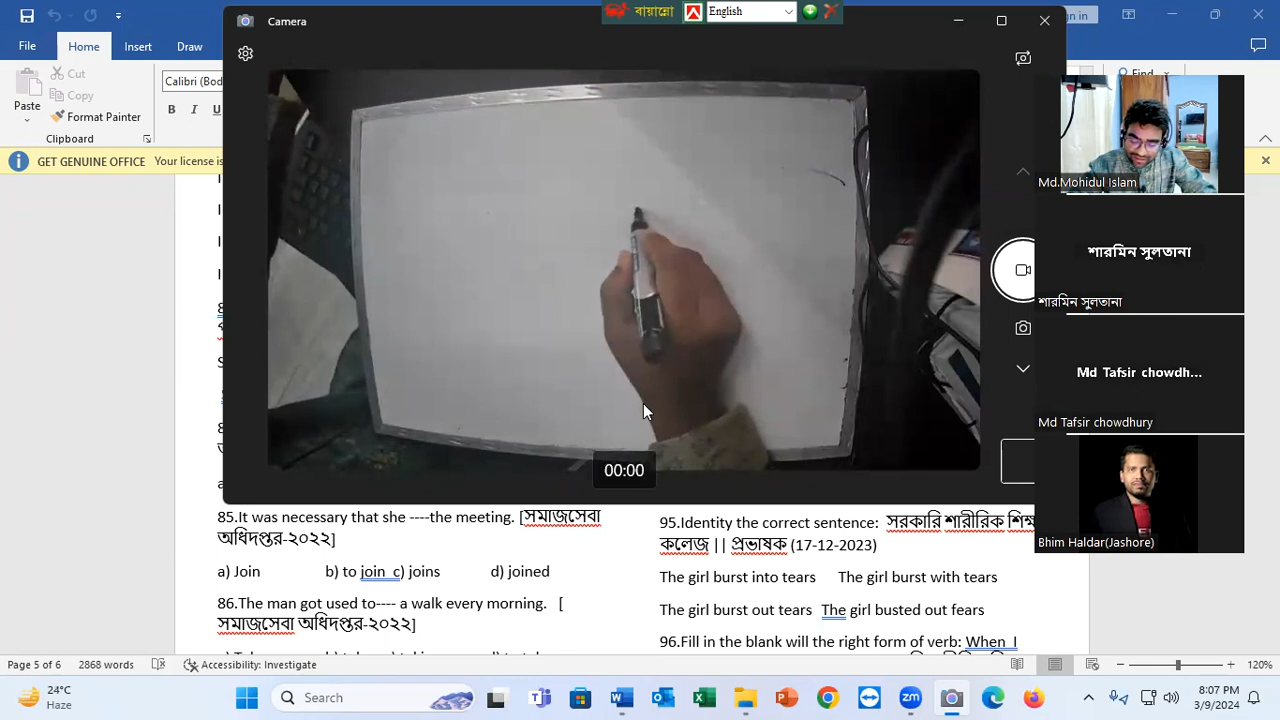 বায়ান্নো
English
Camera
Sign in
File
Home
Insert
Cut
Copy
Paste
Format Painter
Clipboard
Calibri (Bod
B I
Find
GET GENUINE OFFICE Your license is
Md.Mohidul Islam
শারমিন সুলতানা
শারমিন সুলতানা
Md Tafsir chowdh...
Md Tafsir chowdhury
Bhim Haldar(Jashore)
00:00
85.It was necessary that she ----the meeting. [সমাজসেবা
অধিদপ্তর-২০২২]
a) Join b) to join c) joins d) joined
86.The man got used to---- a walk every morning. [
সমাজসেবা অধিদপ্তর-২০২২]
95.Identity the correct sentence: সরকারি শারীরিক শিক্ষ
কলেজ || প্রভাষক (17-12-2023)
The girl burst into tears The girl burst with tears
The girl burst out tears The girl busted out fears
96.Fill in the blank will the right form of verb: When I
Page 5 of 6 2868 words Accessibility: Investigate 120%
24°C
Haze
Search
8:07 PM
3/9/2024